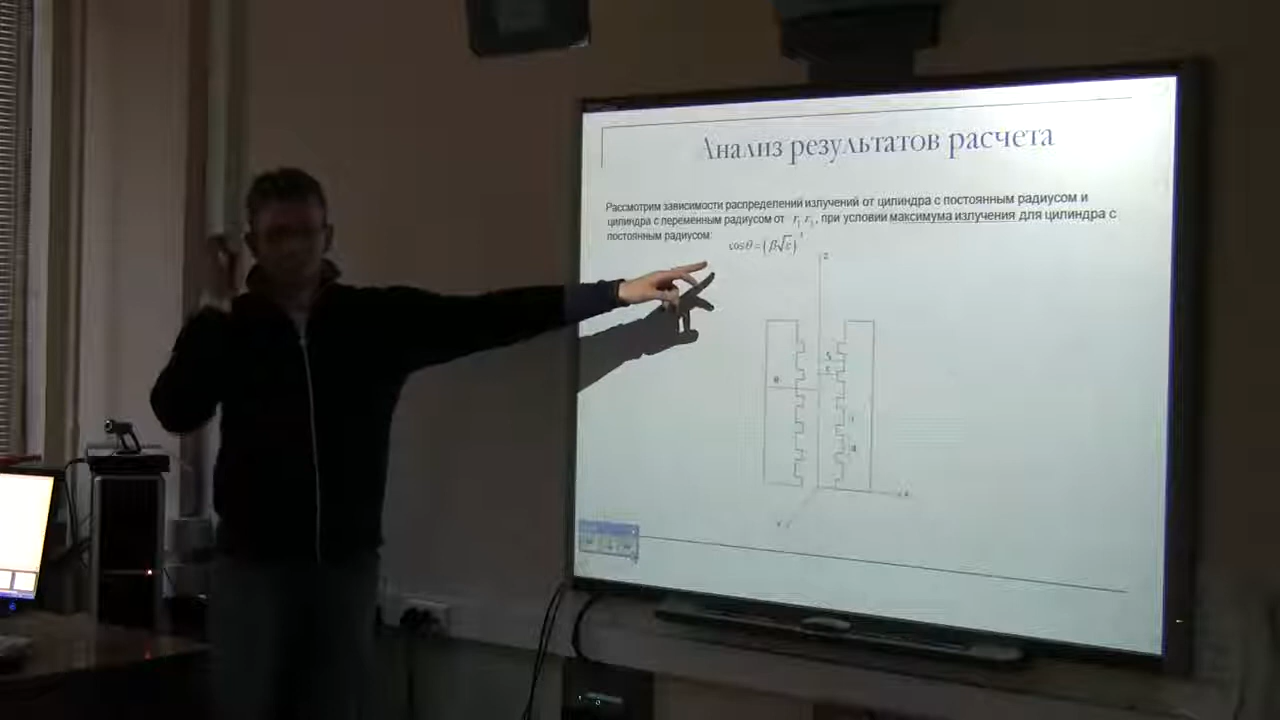 Анализ результатов расчета
Рассмотрим зависимости распределений излучений от цилиндра с постоянным радиусом и
цилиндра с переменным радиусом от r₁ r₂, при условии максимума излучения для цилиндра с
постоянным радиусом:
cosθ=(β√ε)
z